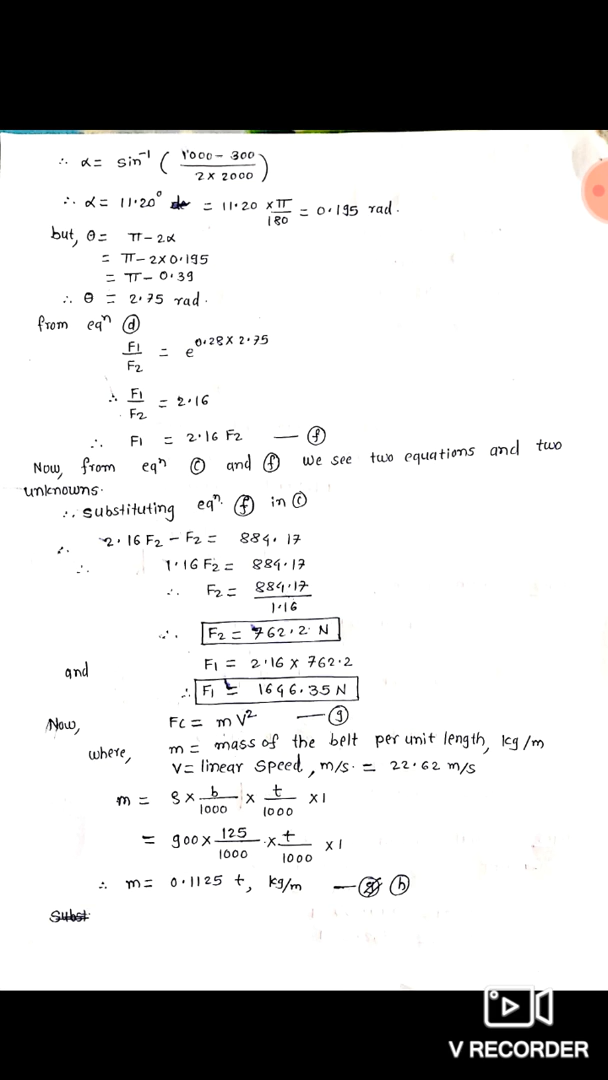 ∴ α = sin⁻¹ ( (1000 - 300) / (2 × 2000) )
∴ α = 11.20° = 11.20 × π/180 = 0.195 rad.
but, θ = π - 2α
= π - 2 × 0.195
= π - 0.39
∴ θ = 2.75 rad.
from eqⁿ ⓓ
F1/F2 = e^(0.28 × 2.75)
∴ F1/F2 = 2.16
∴ F1 = 2.16 F2 — ⓕ
Now, from eqⁿ ⓒ and ⓕ we see two equations and two
unknowns.
∴ substituting eqⁿ. ⓕ in ⓒ
∴ 2.16 F2 - F2 = 884.17
∴ 1.16 F2 = 884.17
∴ F2 = 884.17/1.16
∴ F2 = 762.2 N
and F1 = 2.16 × 762.2
∴ F1 = 1646.35 N
Now, Fc = mV² — ⓖ
where, m = mass of the belt per unit length, kg/m
V = linear speed, m/s. = 22.62 m/s
m = ρ × b/1000 × t/1000 × 1
= 900 × 125/1000 × t/1000 × 1
∴ m = 0.1125 t, kg/m — ⓗ
Subst
V RECORDER